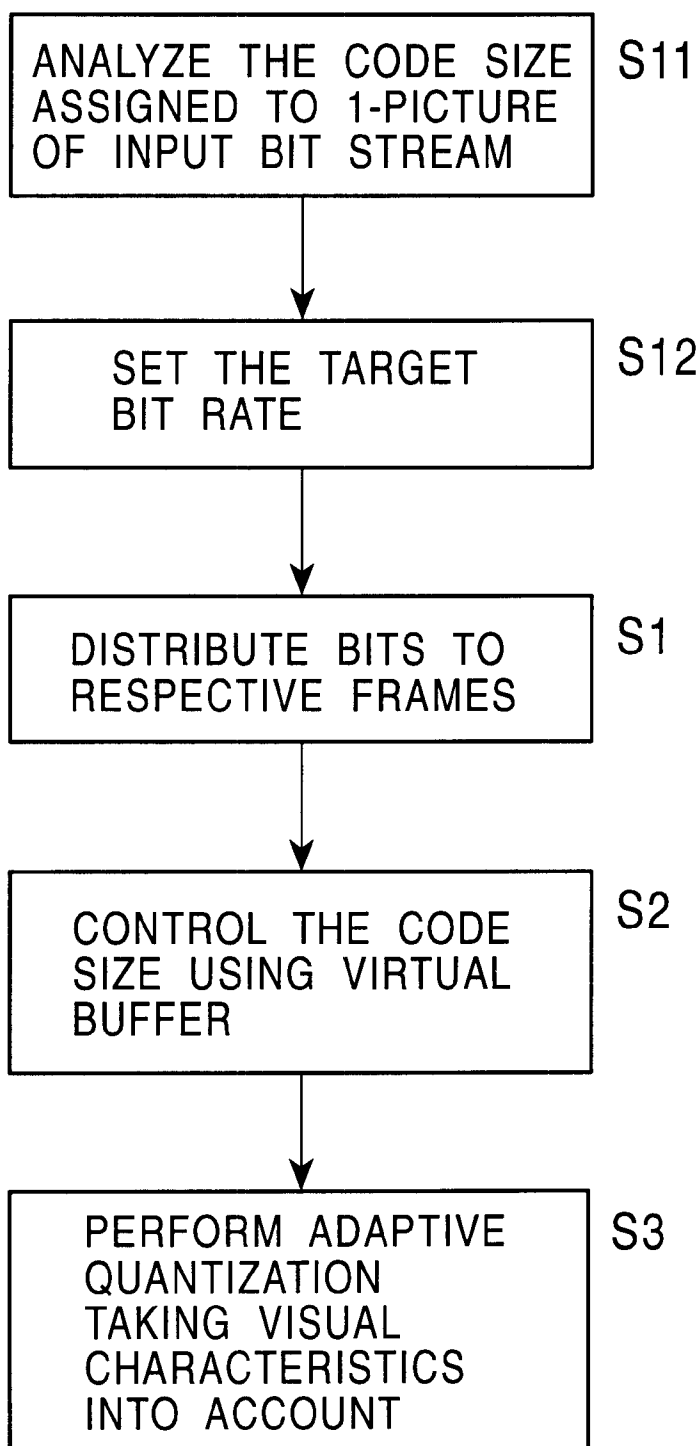 ANALYZE THE CODE SIZE
ASSIGNED TO 1-PICTURE
OF INPUT BIT STREAM
S11
SET THE TARGET
BIT RATE
S12
DISTRIBUTE BITS TO
RESPECTIVE FRAMES
S1
CONTROL THE CODE
SIZE USING VIRTUAL
BUFFER
S2
PERFORM ADAPTIVE
QUANTIZATION
TAKING VISUAL
CHARACTERISTICS
INTO ACCOUNT
S3